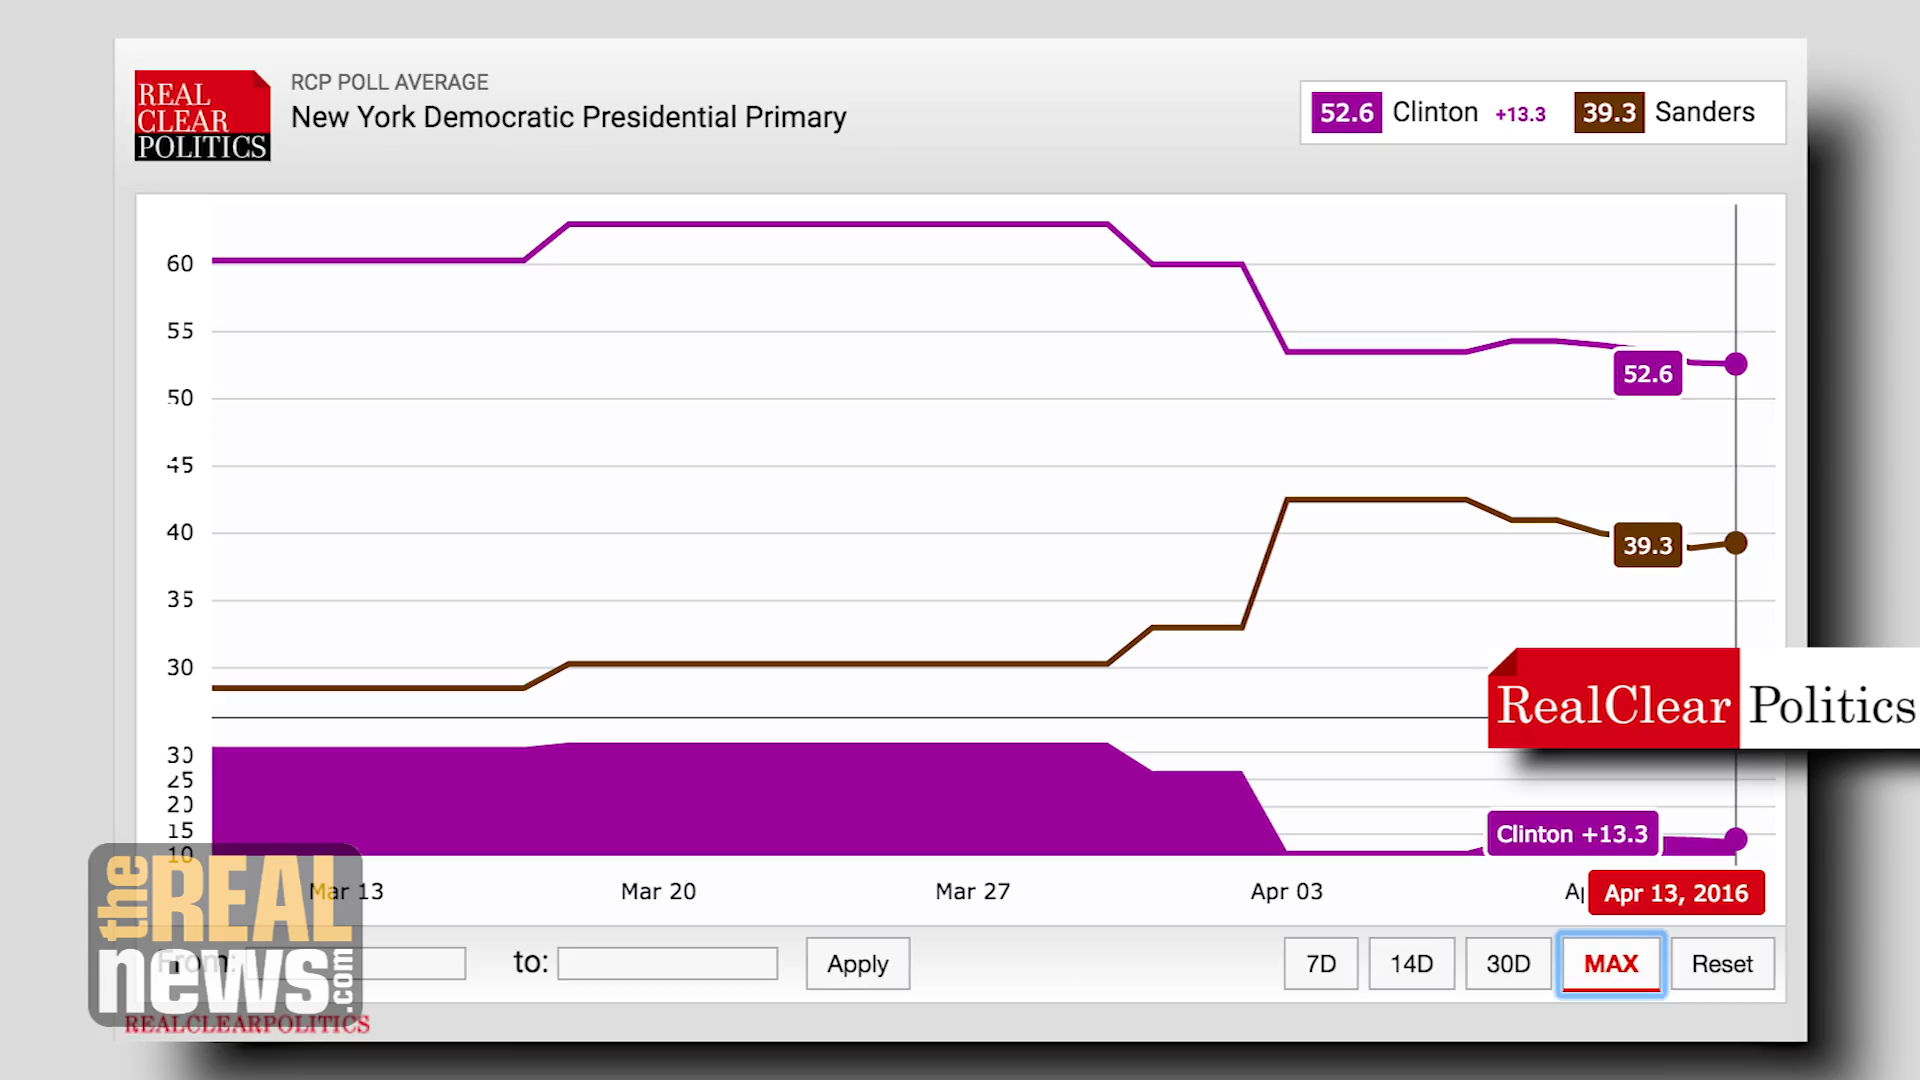 REAL
CLEAR
POLITICS
RCP POLL AVERAGE
New York Democratic Presidential Primary
52.6 Clinton +13.3 39.3 Sanders
60
55
50
45
40
35
30
52.6
39.3
RealClear Politics
30
25
20
15
10
Clinton +13.3
Mar 13 Mar 20 Mar 27 Apr 03 Ap Apr 13, 2016
From: to: Apply 7D 14D 30D MAX Reset
the REAL
news.com
REALCLEARPOLITICS